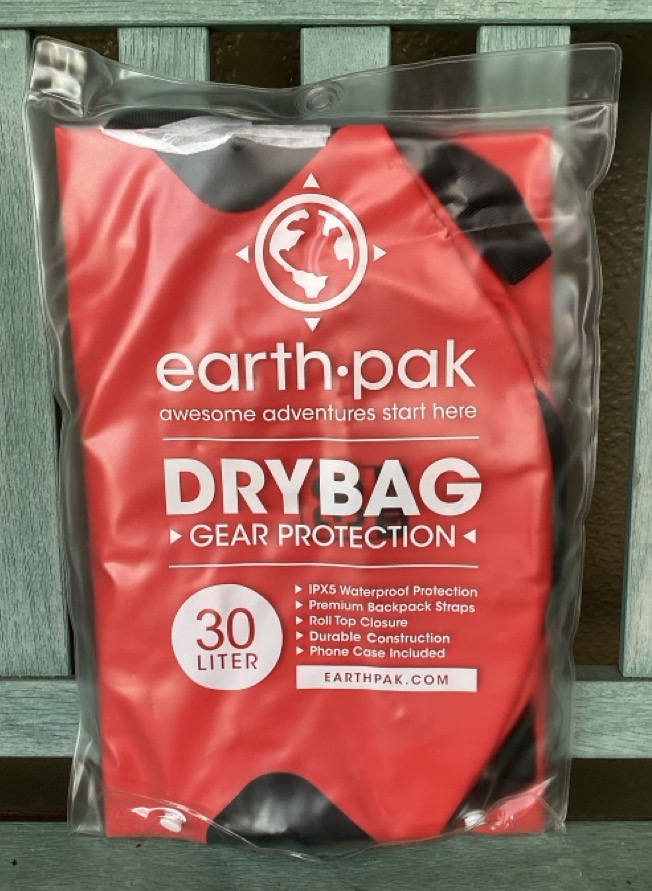 earth·pak
awesome adventures start here
DRYBAG
GEAR PROTECTION
30
LITER
IPX5 Waterproof Protection
Premium Backpack Straps
Roll Top Closure
Durable Construction
Phone Case Included
EARTHPAK.COM